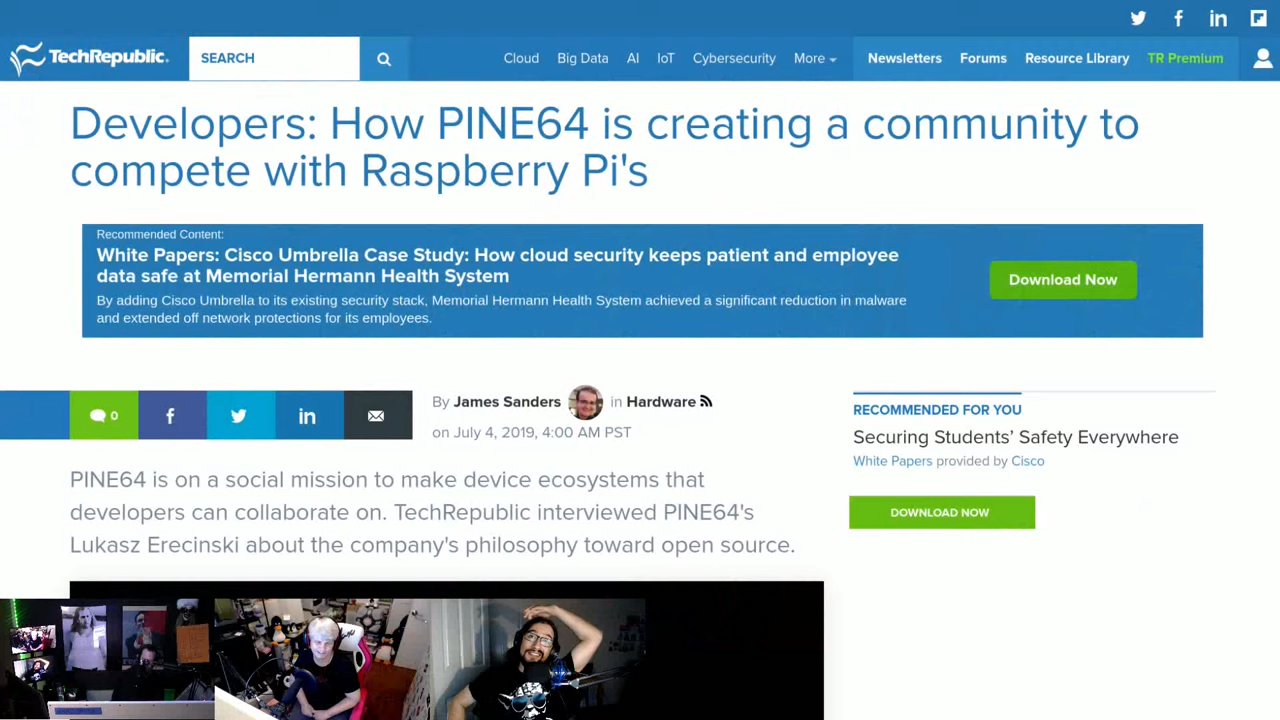 TechRepublic.
SEARCH
Cloud Big Data AI IoT Cybersecurity More
Newsletters Forums Resource Library TR Premium
Developers: How PINE64 is creating a community to
compete with Raspberry Pi's
Recommended Content:
White Papers: Cisco Umbrella Case Study: How cloud security keeps patient and employee
data safe at Memorial Hermann Health System
By adding Cisco Umbrella to its existing security stack, Memorial Hermann Health System achieved a significant reduction in malware
and extended off network protections for its employees.
Download Now
0
By James Sanders in Hardware
on July 4, 2019, 4:00 AM PST
PINE64 is on a social mission to make device ecosystems that
developers can collaborate on. TechRepublic interviewed PINE64's
Lukasz Erecinski about the company's philosophy toward open source.
RECOMMENDED FOR YOU
Securing Students’ Safety Everywhere
White Papers provided by Cisco
DOWNLOAD NOW